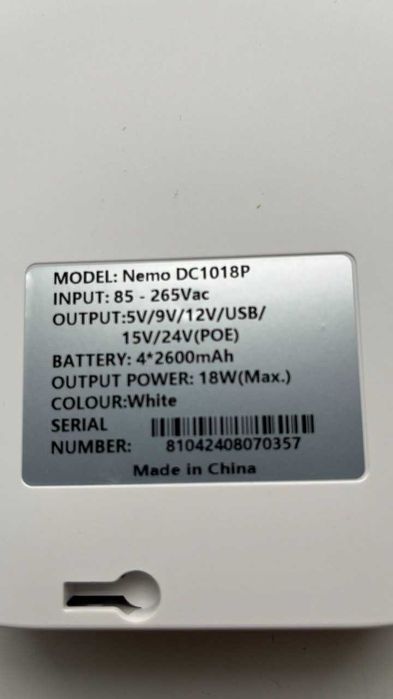 MODEL: Nemo DC1018P
INPUT: 85 - 265Vac
OUTPUT:5V/9V/12V/USB/
15V/24V(POE)
BATTERY: 4*2600mAh
OUTPUT POWER: 18W(Max.)
COLOUR:White
SERIAL
NUMBER: 81042408070357
Made in China